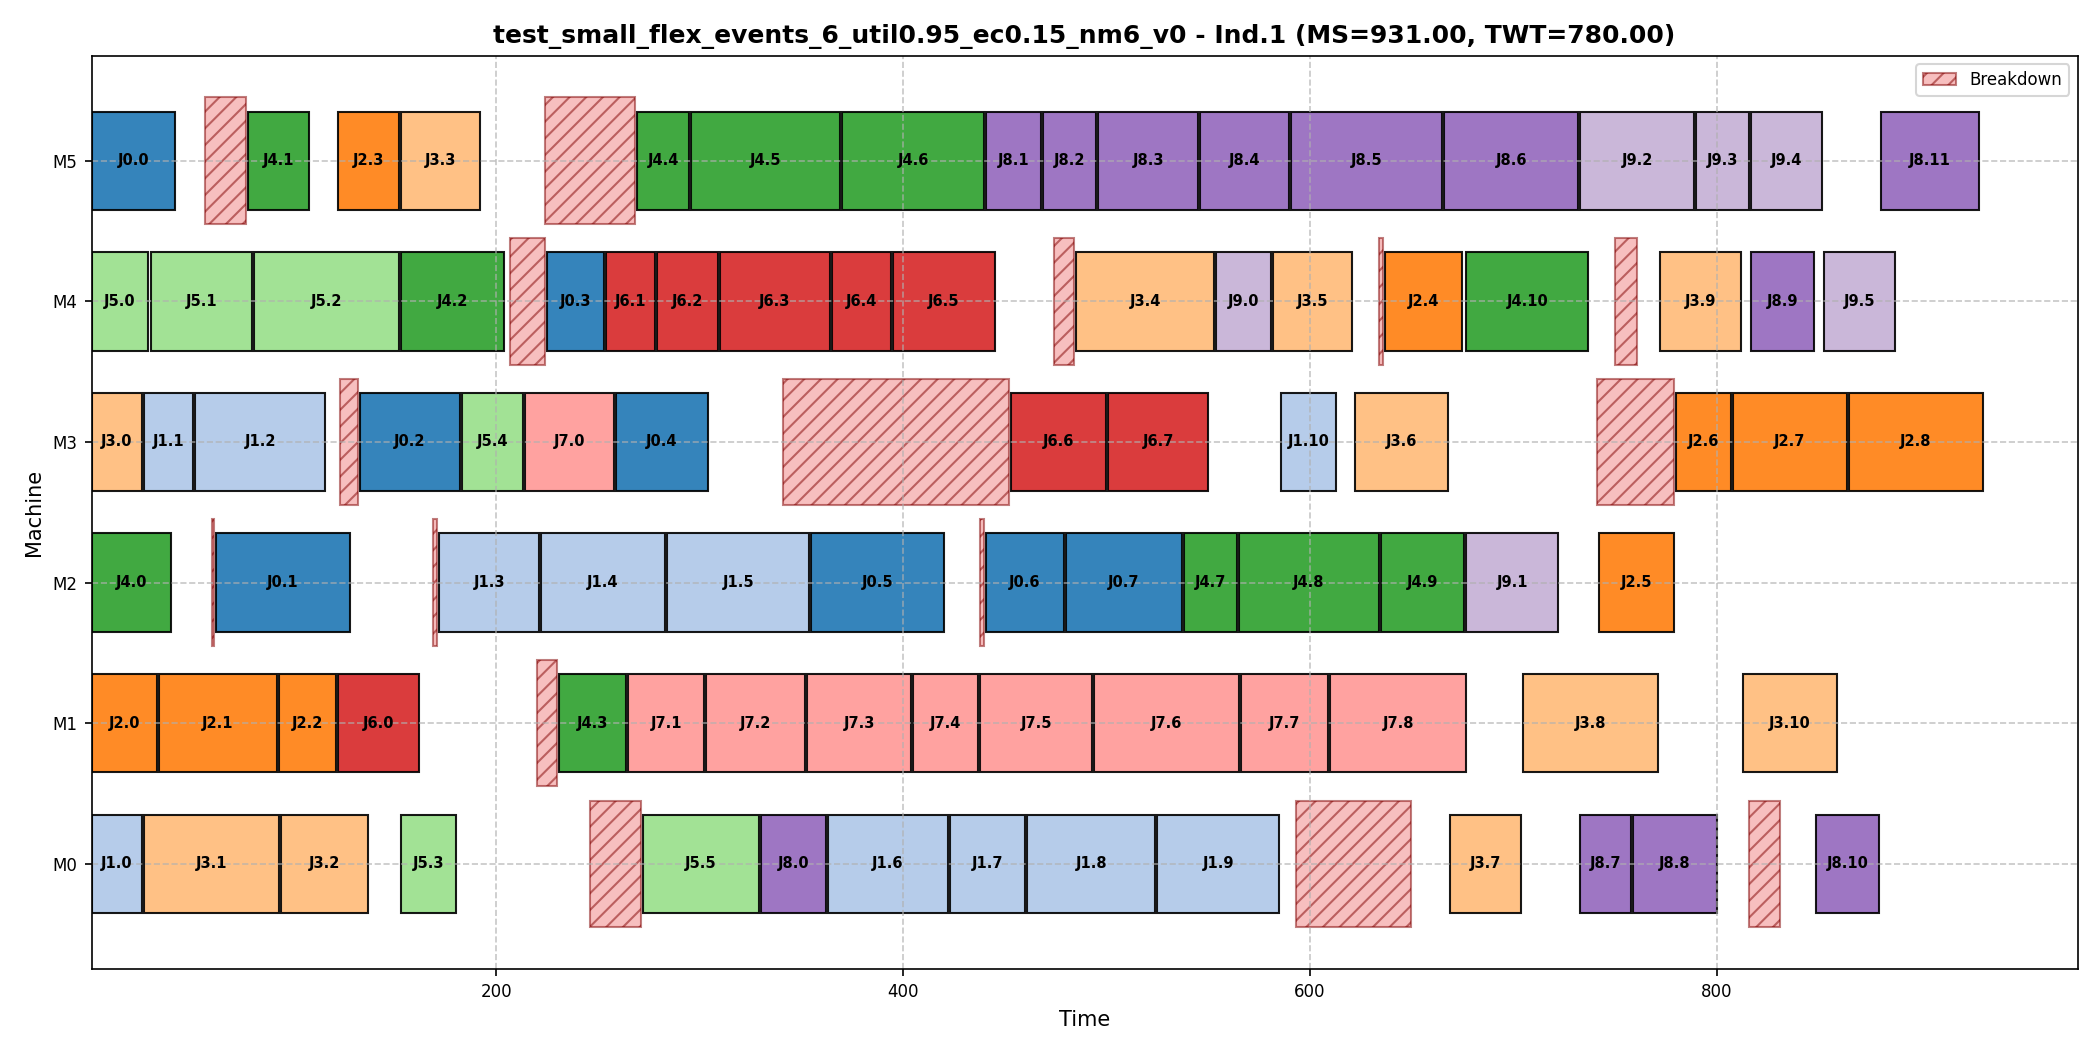 test_small_flex_events_6_util0.95_ec0.15_nm6_v0 - Ind.1 (MS=931.00, TWT=780.00)
Breakdown
M5 J0.0 J4.1 J2.3 J3.3 J4.4 J4.5 J4.6 J8.1 J8.2 J8.3 J8.4 J8.5 J8.6 J9.2 J9.3 J9.4 J8.11
M4 J5.0 J5.1 J5.2 J4.2 J0.3 J6.1 J6.2 J6.3 J6.4 J6.5 J3.4 J9.0 J3.5 J2.4 J4.10 J3.9 J8.9 J9.5
M3 J3.0 J1.1 J1.2 J0.2 J5.4 J7.0 J0.4 J6.6 J6.7 J1.10 J3.6 J2.6 J2.7 J2.8
Machine
M2 J4.0 J0.1 J1.3 J1.4 J1.5 J0.5 J0.6 J0.7 J4.7 J4.8 J4.9 J9.1 J2.5
M1 J2.0 J2.1 J2.2 J6.0 J4.3 J7.1 J7.2 J7.3 J7.4 J7.5 J7.6 J7.7 J7.8 J3.8 J3.10
M0 J1.0 J3.1 J3.2 J5.3 J5.5 J8.0 J1.6 J1.7 J1.8 J1.9 J3.7 J8.7 J8.8 J8.10
200 400 600 800
Time